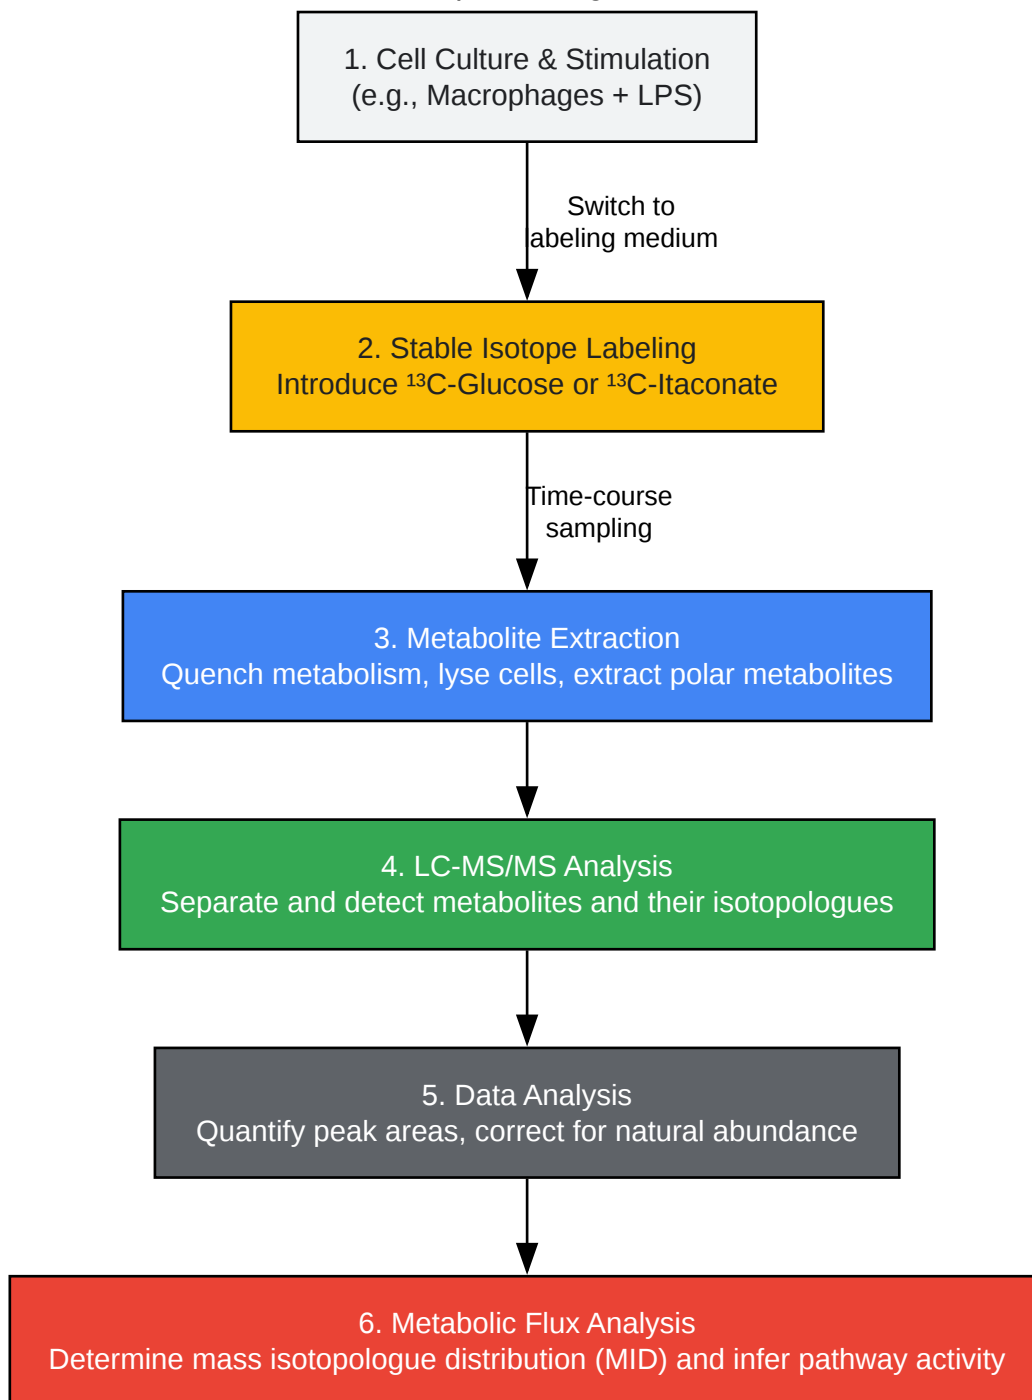 1. Cell Culture & Stimulation
(e.g., Macrophages + LPS)
Switch to
labeling medium
2. Stable Isotope Labeling
Introduce ¹³C-Glucose or ¹³C-Itaconate
Time-course
sampling
3. Metabolite Extraction
Quench metabolism, lyse cells, extract polar metabolites
4. LC-MS/MS Analysis
Separate and detect metabolites and their isotopologues
5. Data Analysis
Quantify peak areas, correct for natural abundance
6. Metabolic Flux Analysis
Determine mass isotopologue distribution (MID) and infer pathway activity